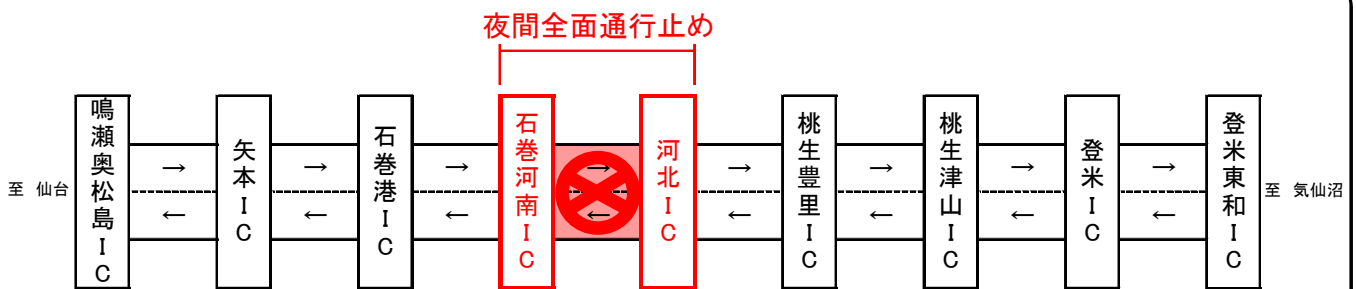 夜間全面通行止め
至 仙台
鳴瀬奥松島IC
→
←
矢本IC
→
←
石巻港IC
→
←
石巻河南IC
→
←
河北IC
→
←
桃生豊里IC
→
←
桃生津山IC
→
←
登米IC
→
←
登米東和IC
至 気仙沼